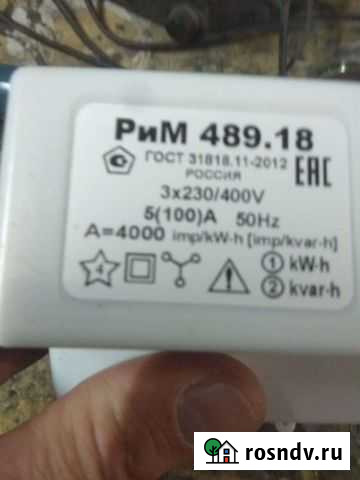 РиМ 489.18
ГОСТ 31818.11-2012
РОССИЯ
EAC
3x230/400V
5(100)A 50Hz
A=4000 imp/kW-h [imp/kvar-h]
4
1 kW-h
2 kvar-h
rosndv.ru